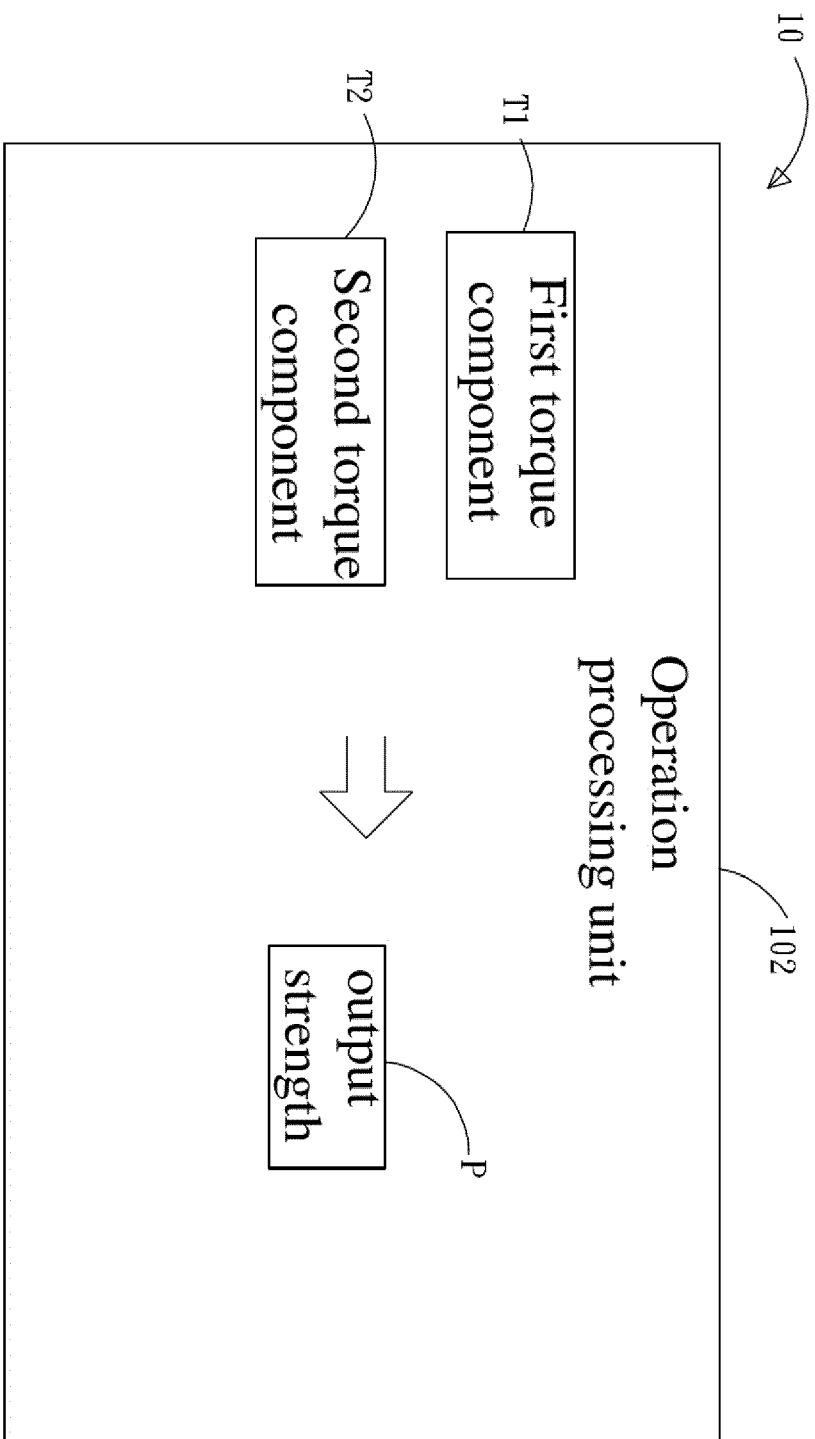 10
102
Operation
processing unit
T1
First torque
component
T2
Second torque
component
output
strength
P